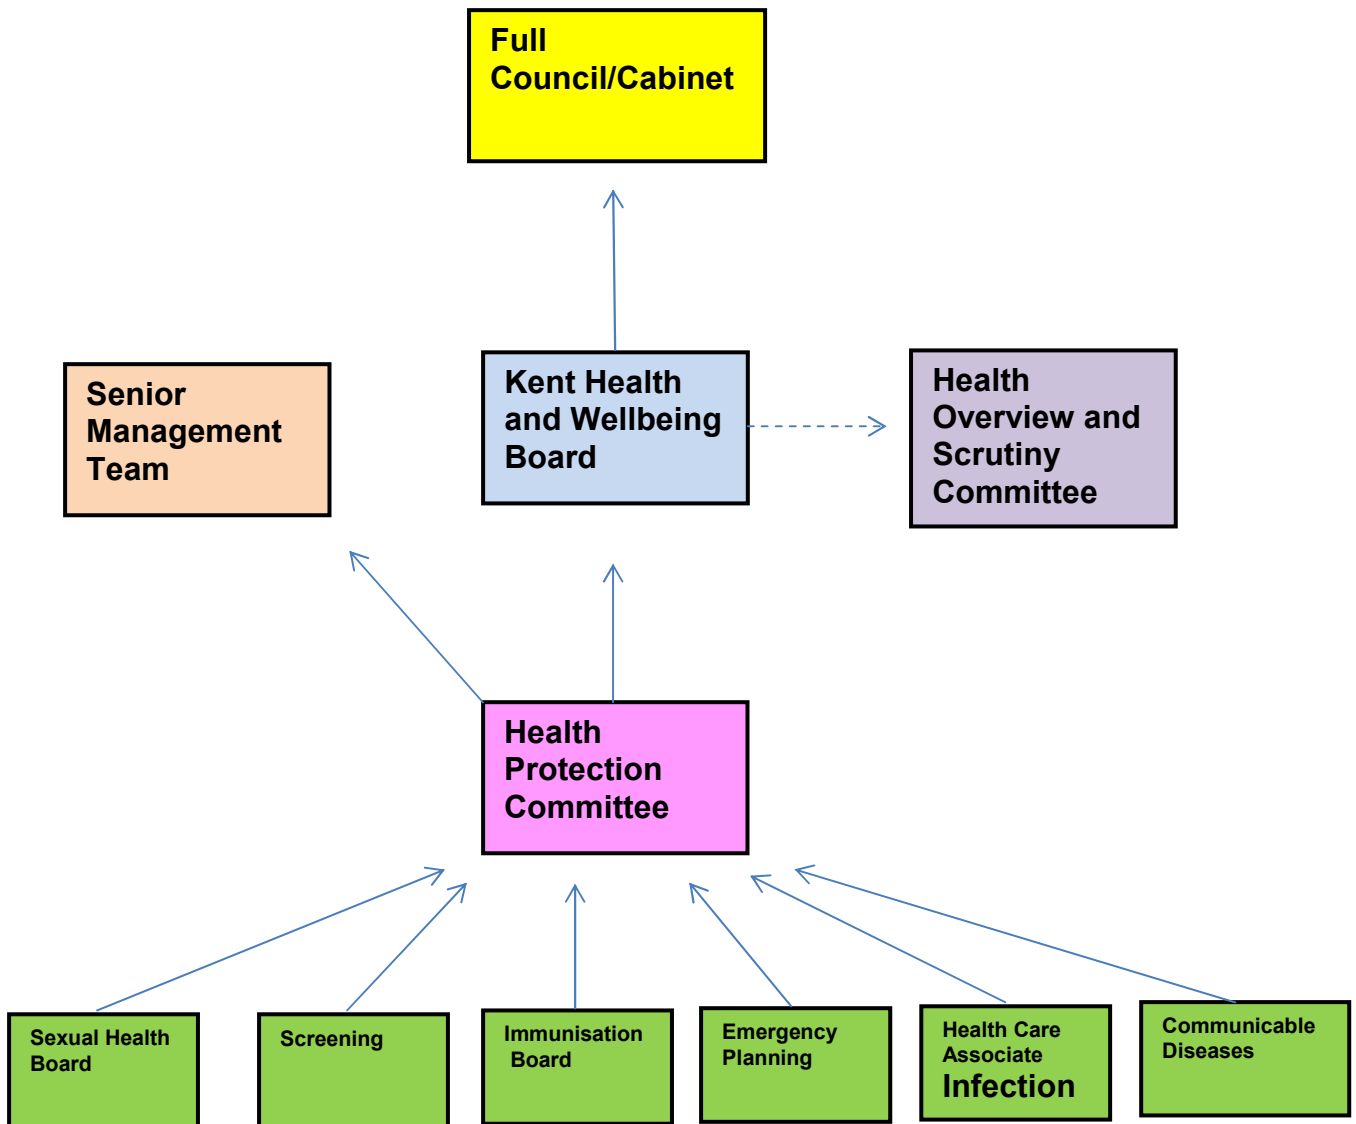 Full
Council/Cabinet
Senior
Management
Team
Kent Health
and Wellbeing
Board
Health
Overview and
Scrutiny
Committee
Health
Protection
Committee
Sexual Health
Board
Screening
Immunisation
Board
Emergency
Planning
Health Care
Associate
Infection
Communicable
Diseases